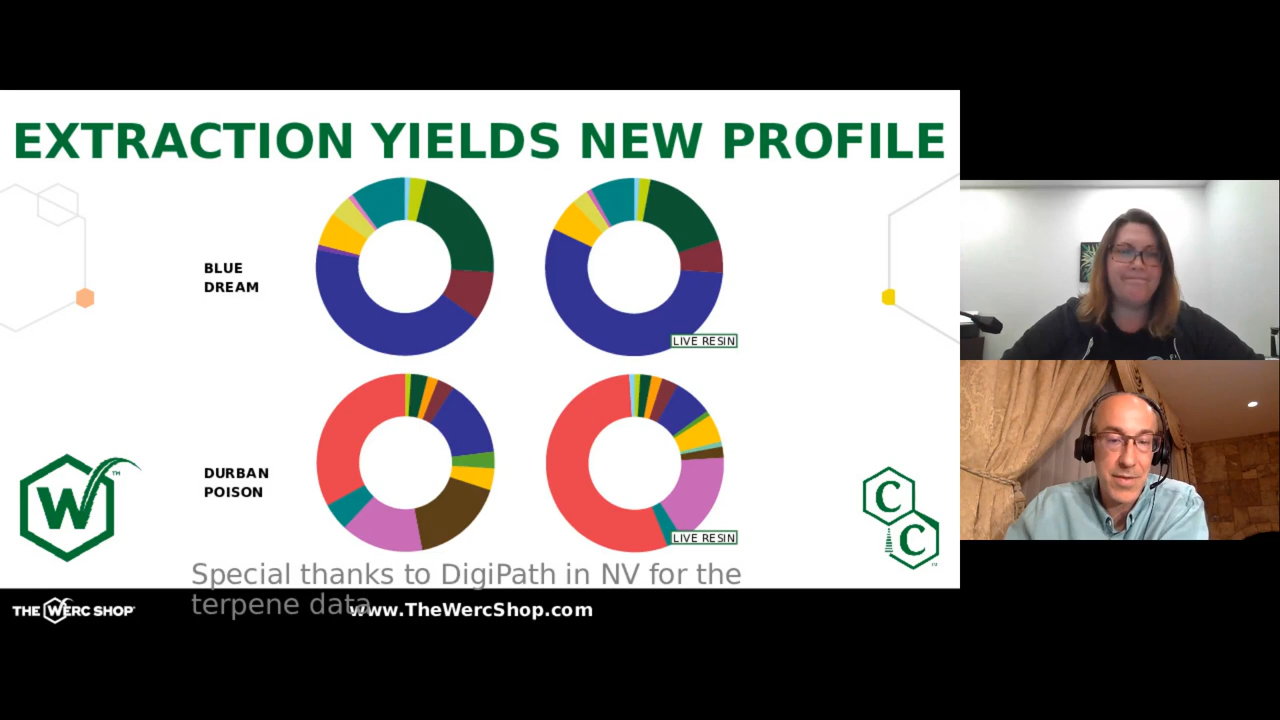 EXTRACTION YIELDS NEW PROFILE
BLUE
DREAM
LIVE RESIN
DURBAN
POISON
LIVE RESIN
W
TM
C
C
Special thanks to DigiPath in NV for the
terpene data
THE WERC SHOP
www.TheWercShop.com